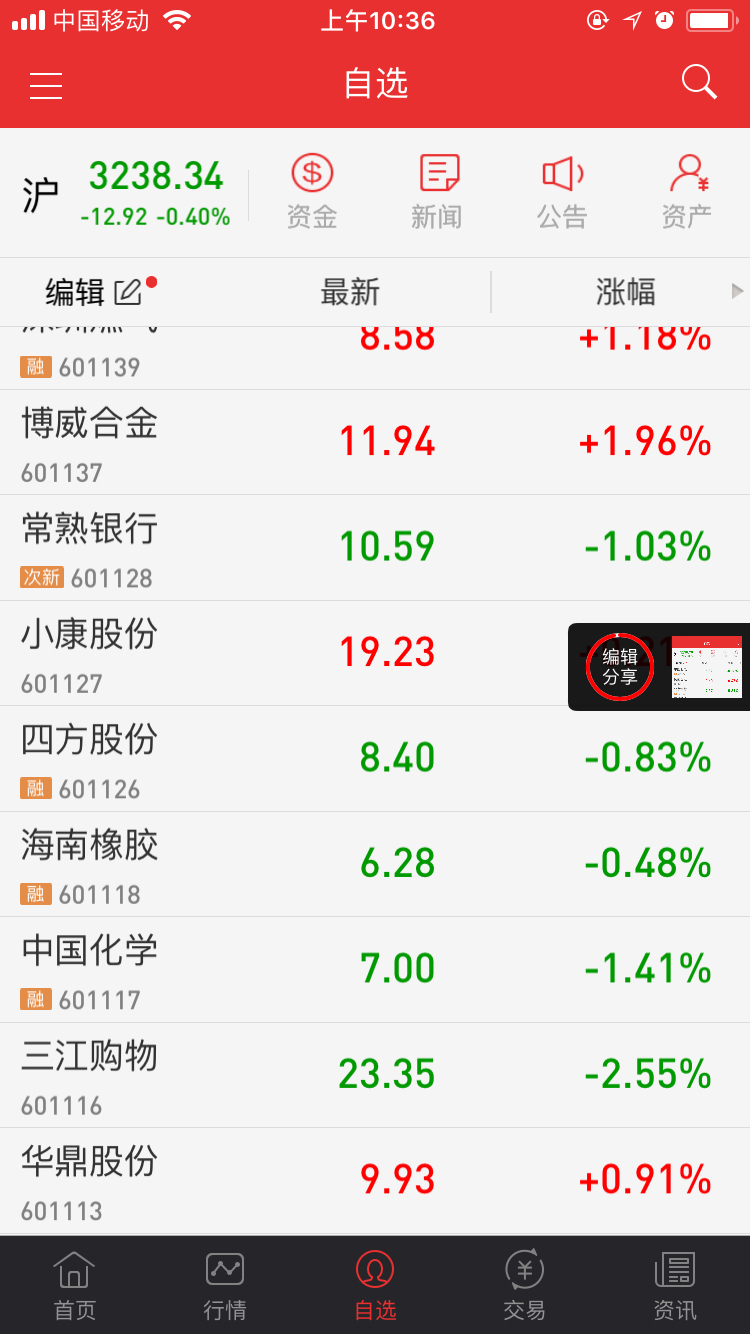 中国移动 上午10:36
自选
沪 3238.34
-12.92 -0.40%
资金 新闻 公告 资产
编辑 最新 涨幅
8.58 +1.18%
融 601139
博威合金 11.94 +1.96%
601137
常熟银行 10.59 -1.03%
次新 601128
小康股份 19.23
601127
编辑
分享
四方股份 8.40 -0.83%
融 601126
海南橡胶 6.28 -0.48%
融 601118
中国化学 7.00 -1.41%
融 601117
三江购物 23.35 -2.55%
601116
华鼎股份 9.93 +0.91%
601113
首页 行情 自选 交易 资讯